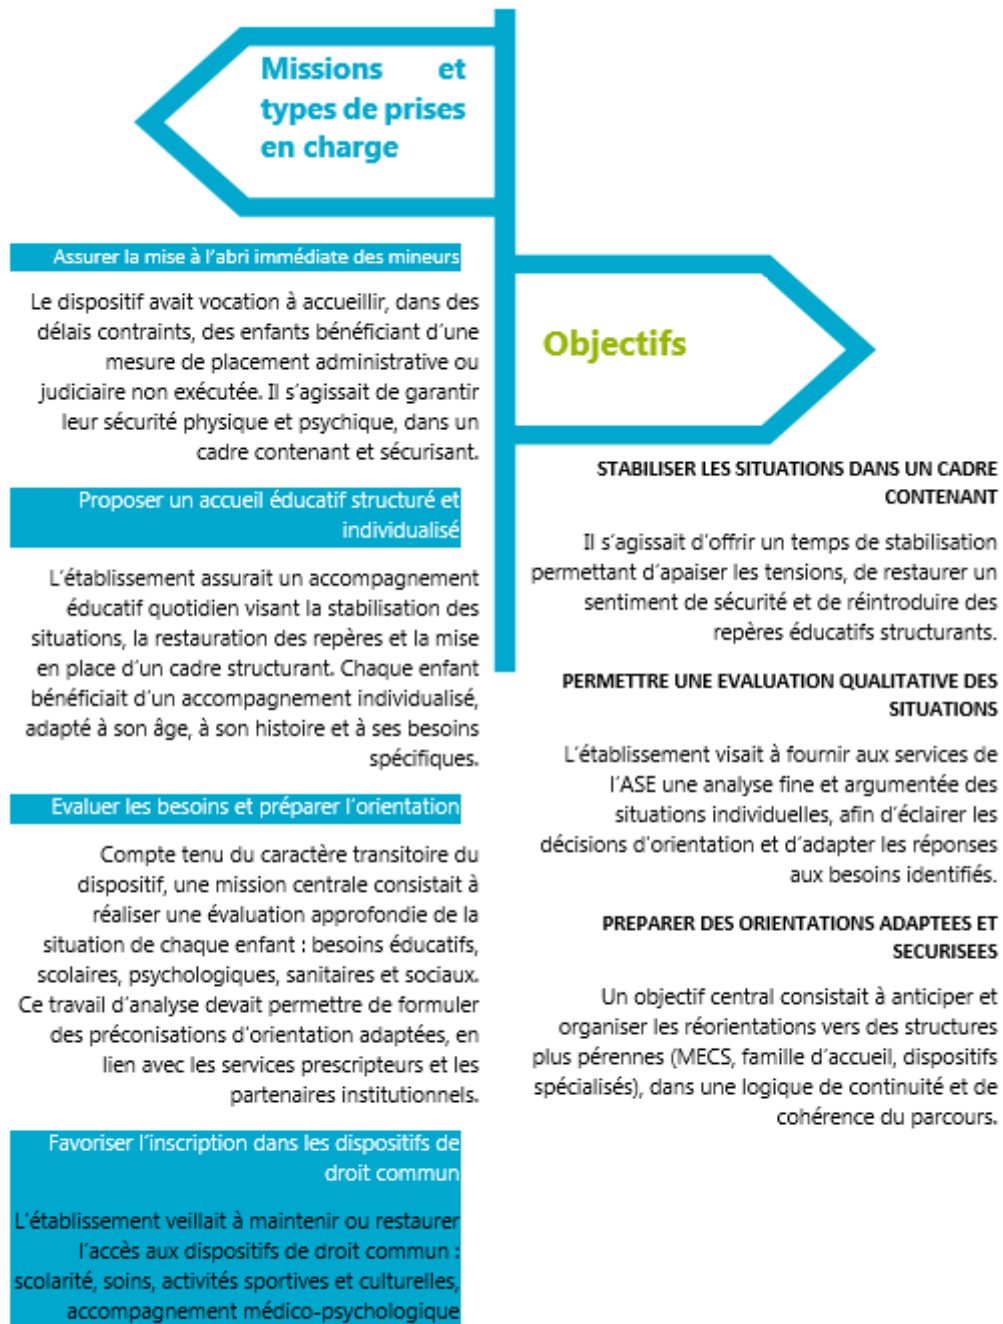 Missions et
types de prises
en charge
Assurer la mise à l'abri immédiate des mineurs
Le dispositif avait vocation à accueillir, dans des
délais contraints, des enfants bénéficiant d'une
mesure de placement administrative ou
judiciaire non exécutée. Il s'agissait de garantir
leur sécurité physique et psychique, dans un
cadre contenant et sécurisant.
Proposer un accueil éducatif structuré et
individualisé
L'établissement assurait un accompagnement
éducatif quotidien visant la stabilisation des
situations, la restauration des repères et la mise
en place d'un cadre structurant. Chaque enfant
bénéficiait d'un accompagnement individualisé,
adapté à son âge, à son histoire et à ses besoins
spécifiques.
Evaluer les besoins et préparer l'orientation
Compte tenu du caractère transitoire du
dispositif, une mission centrale consistait à
réaliser une évaluation approfondie de la
situation de chaque enfant : besoins éducatifs,
scolaires, psychologiques, sanitaires et sociaux.
Ce travail d'analyse devait permettre de formuler
des préconisations d'orientation adaptées, en
lien avec les services prescripteurs et les
partenaires institutionnels.
Favoriser l'inscription dans les dispositifs de
droit commun
L'établissement veillait à maintenir ou restaurer
l'accès aux dispositifs de droit commun :
scolarité, soins, activités sportives et culturelles,
accompagnement médico-psychologique
Objectifs
STABILISER LES SITUATIONS DANS UN CADRE
CONTENANT
Il s'agissait d'offrir un temps de stabilisation
permettant d'apaiser les tensions, de restaurer un
sentiment de sécurité et de réintroduire des
repères éducatifs structurants.
PERMETTRE UNE EVALUATION QUALITATIVE DES
SITUATIONS
L'établissement visait à fournir aux services de
l'ASE une analyse fine et argumentée des
situations individuelles, afin d'éclairer les
décisions d'orientation et d'adapter les réponses
aux besoins identifiés.
PREPARER DES ORIENTATIONS ADAPTEES ET
SECURISEES
Un objectif central consistait à anticiper et
organiser les réorientations vers des structures
plus pérennes (MECS, famille d'accueil, dispositifs
spécialisés), dans une logique de continuité et de
cohérence du parcours.